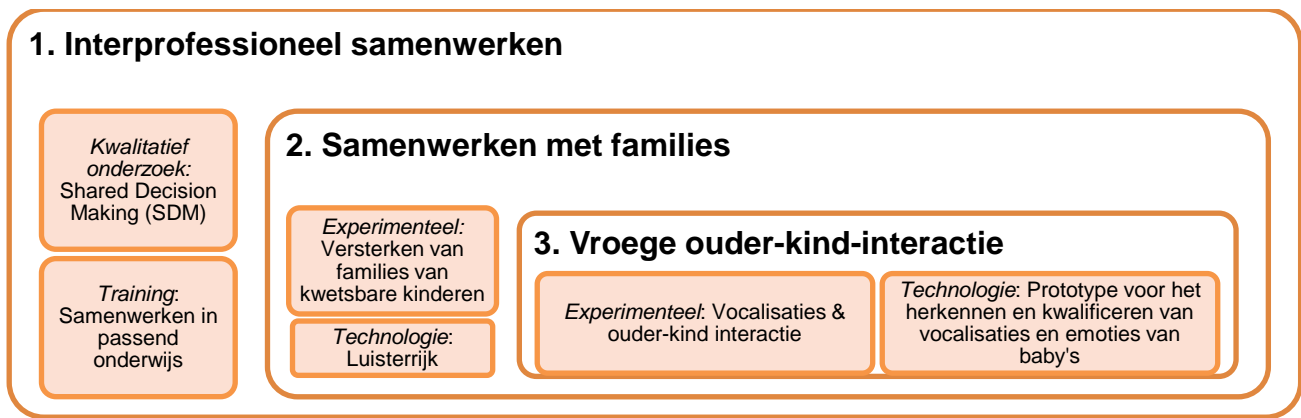 1. Interprofessioneel samenwerken
Kwalitatief
onderzoek:
Shared Decision
Making (SDM)
Training:
Samenwerken in
passend
onderwijs
2. Samenwerken met families
Experimenteel:
Versterken van
families van
kwetsbare kinderen
Technologie:
Luisterrijk
3. Vroege ouder-kind-interactie
Experimenteel: Vocalisaties &
ouder-kind interactie
Technologie: Prototype voor het
herkennen en kwalificeren van
vocalisaties en emoties van
baby's